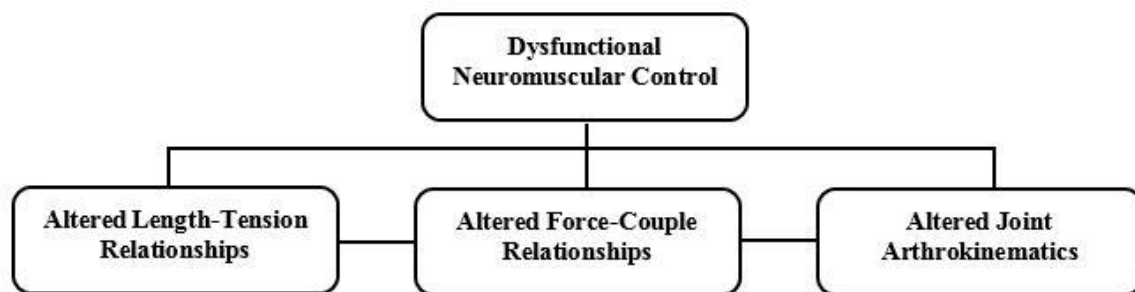 Dysfunctional
Neuromuscular Control
Altered Length-Tension
Relationships
Altered Force-Couple
Relationships
Altered Joint
Arthrokinematics